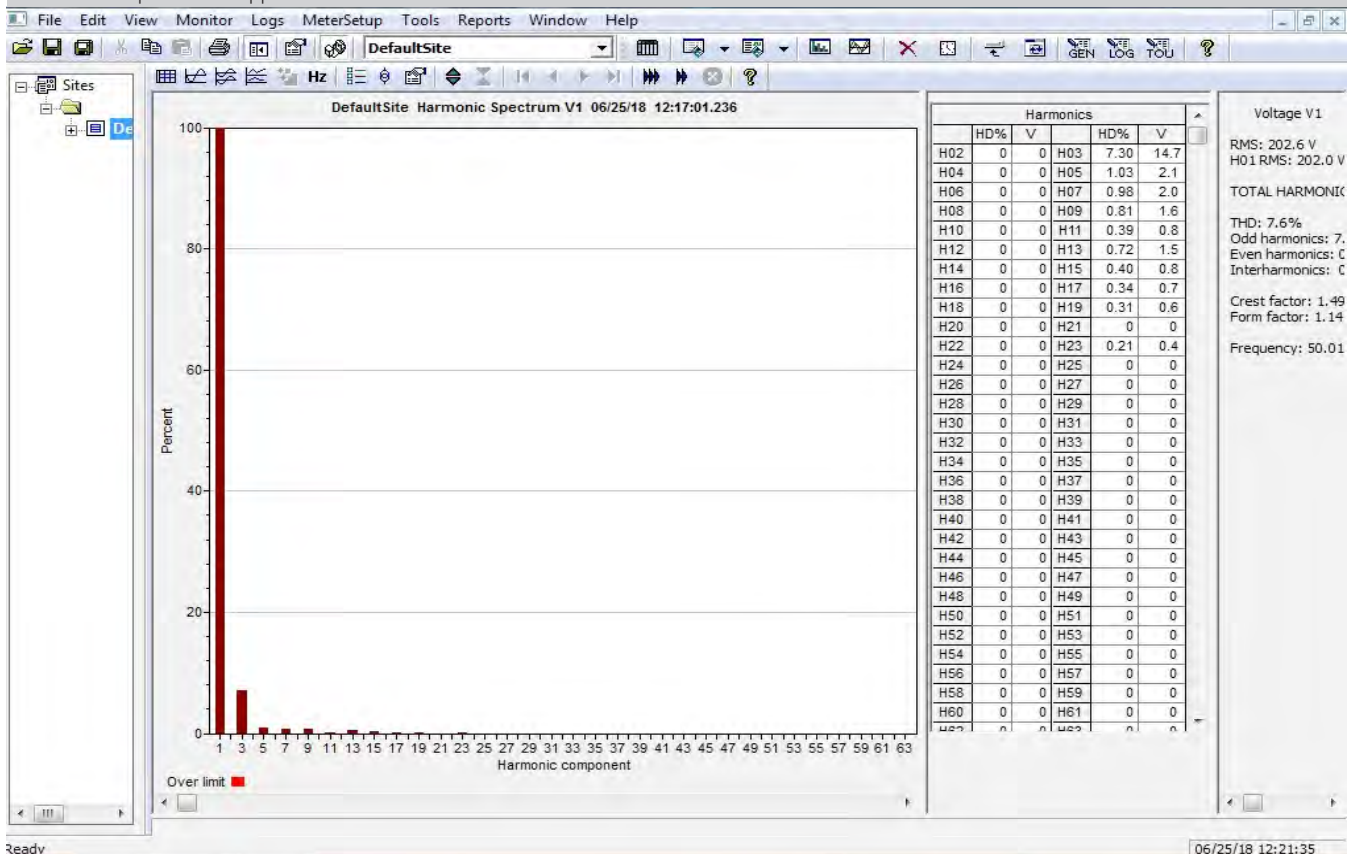 File Edit View Monitor Logs MeterSetup Tools Reports Window Help
DefaultSite GEN LOG TOU
Sites
De
Hz
DefaultSite Harmonic Spectrum V1 06/25/18 12:17:01.236
100
80
60
40
20
0
Percent
1 3 5 7 9 11 13 15 17 19 21 23 25 27 29 31 33 35 37 39 41 43 45 47 49 51 53 55 57 59 61 63
Harmonic component
Over limit
Harmonics
HD% V HD% V
H02 0 0 H03 7.30 14.7
H04 0 0 H05 1.03 2.1
H06 0 0 H07 0.98 2.0
H08 0 0 H09 0.81 1.6
H10 0 0 H11 0.39 0.8
H12 0 0 H13 0.72 1.5
H14 0 0 H15 0.40 0.8
H16 0 0 H17 0.34 0.7
H18 0 0 H19 0.31 0.6
H20 0 0 H21 0 0
H22 0 0 H23 0.21 0.4
H24 0 0 H25 0 0
H26 0 0 H27 0 0
H28 0 0 H29 0 0
H30 0 0 H31 0 0
H32 0 0 H33 0 0
H34 0 0 H35 0 0
H36 0 0 H37 0 0
H38 0 0 H39 0 0
H40 0 0 H41 0 0
H42 0 0 H43 0 0
H44 0 0 H45 0 0
H46 0 0 H47 0 0
H48 0 0 H49 0 0
H50 0 0 H51 0 0
H52 0 0 H53 0 0
H54 0 0 H55 0 0
H56 0 0 H57 0 0
H58 0 0 H59 0 0
H60 0 0 H61 0 0
Voltage V1
RMS: 202.6 V
H01 RMS: 202.0 V
TOTAL HARMONIC
THD: 7.6%
Odd harmonics: 7.
Even harmonics:
Interharmonics:
Crest factor: 1.49
Form factor: 1.14
Frequency: 50.01
Ready
06/25/18 12:21:35